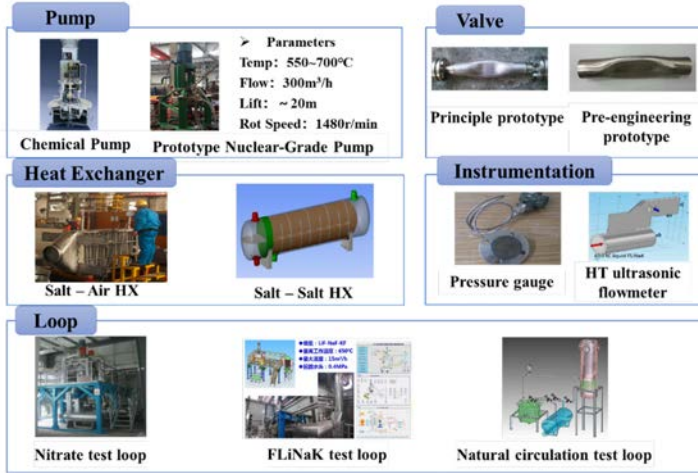 Pump
➢ Parameters
Temp：550~700℃
Flow：300m³/h
Lift：~20m
Rot Speed：1480r/min
Chemical Pump
Prototype Nuclear-Grade Pump
Valve
Principle prototype
Pre-engineering
prototype
Heat Exchanger
Salt – Air HX
Salt – Salt HX
Instrumentation
Pressure gauge
HT ultrasonic
flowmeter
Loop
Nitrate test loop
FLiNaK test loop
Natural circulation test loop